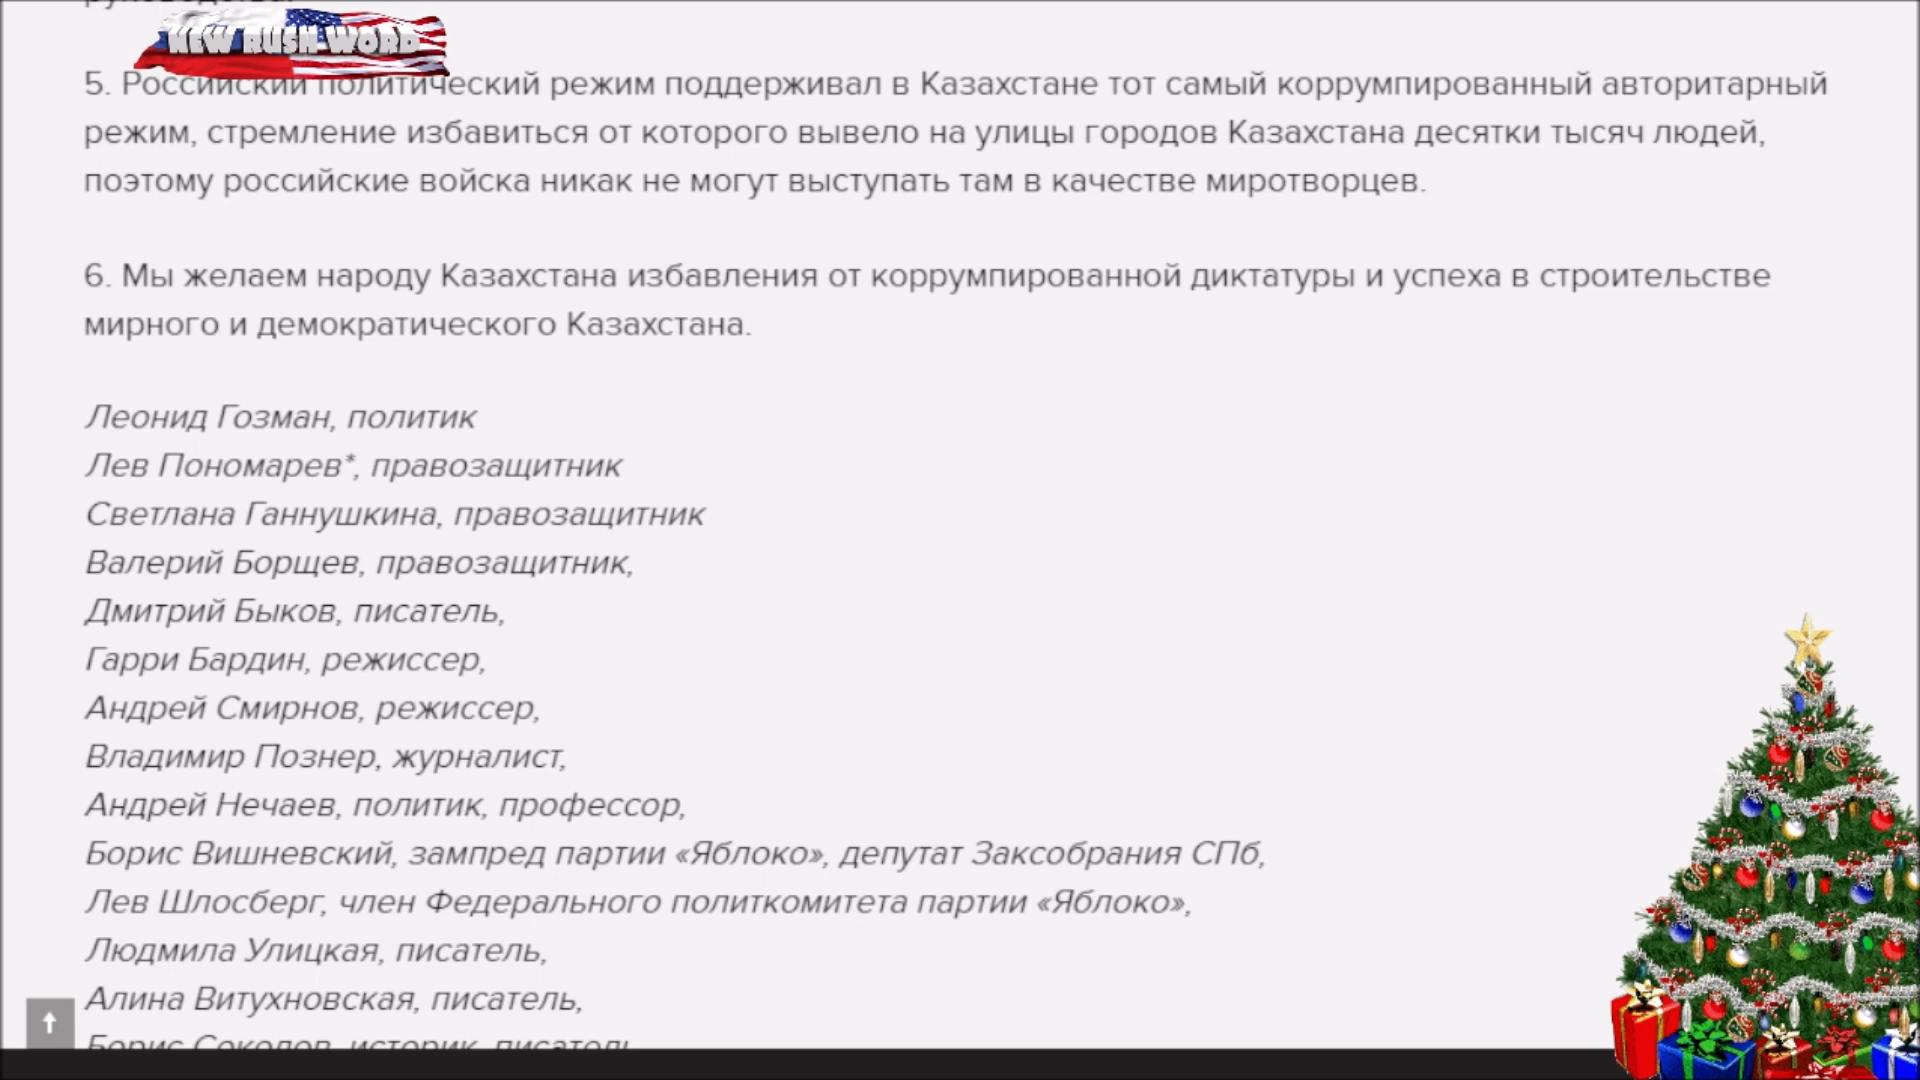 руководства.
NEW RUSH WORD
5. Российский политический режим поддерживал в Казахстане тот самый коррумпированный авторитарный
режим, стремление избавиться от которого вывело на улицы городов Казахстана десятки тысяч людей,
поэтому российские войска никак не могут выступать там в качестве миротворцев.
6. Мы желаем народу Казахстана избавления от коррумпированной диктатуры и успеха в строительстве
мирного и демократического Казахстана.
Леонид Гозман, политик
Лев Пономарев*, правозащитник
Светлана Ганнушкина, правозащитник
Валерий Борщев, правозащитник,
Дмитрий Быков, писатель,
Гарри Бардин, режиссер,
Андрей Смирнов, режиссер,
Владимир Познер, журналист,
Андрей Нечаев, политик, профессор,
Борис Вишневский, зампред партии «Яблоко», депутат Заксобрания СПб,
Лев Шлосберг, член Федерального политкомитета партии «Яблоко»,
Людмила Улицкая, писатель,
Алина Витухновская, писатель,
Борис Соколов, историк, писатель